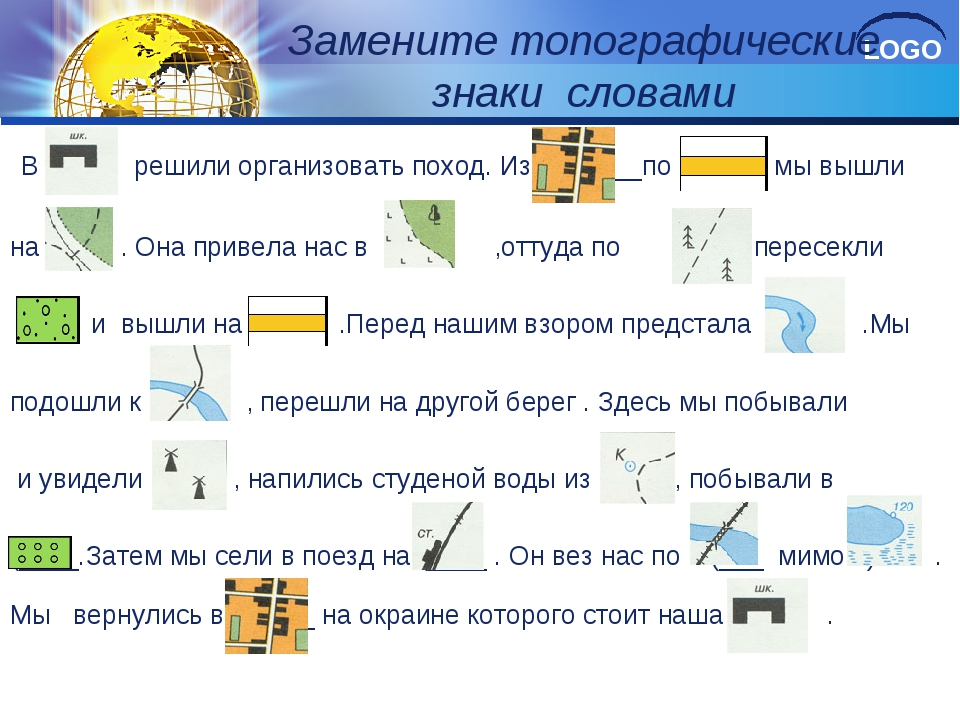 Замените топографические
LOGO
знаки словами
В шк. решили организовать поход. Из __по мы вышли
на . Она привела нас в ,оттуда по пересекли
и вышли на .Перед нашим взором предстала .Мы
подошли к , перешли на другой берег . Здесь мы побывали
и увидели , напились студеной воды из К , побывали в
.Затем мы сели в поезд на ст. . Он вез нас по (___ мимо ) 120 .
Мы вернулись в _ на окраине которого стоит наша шк. .